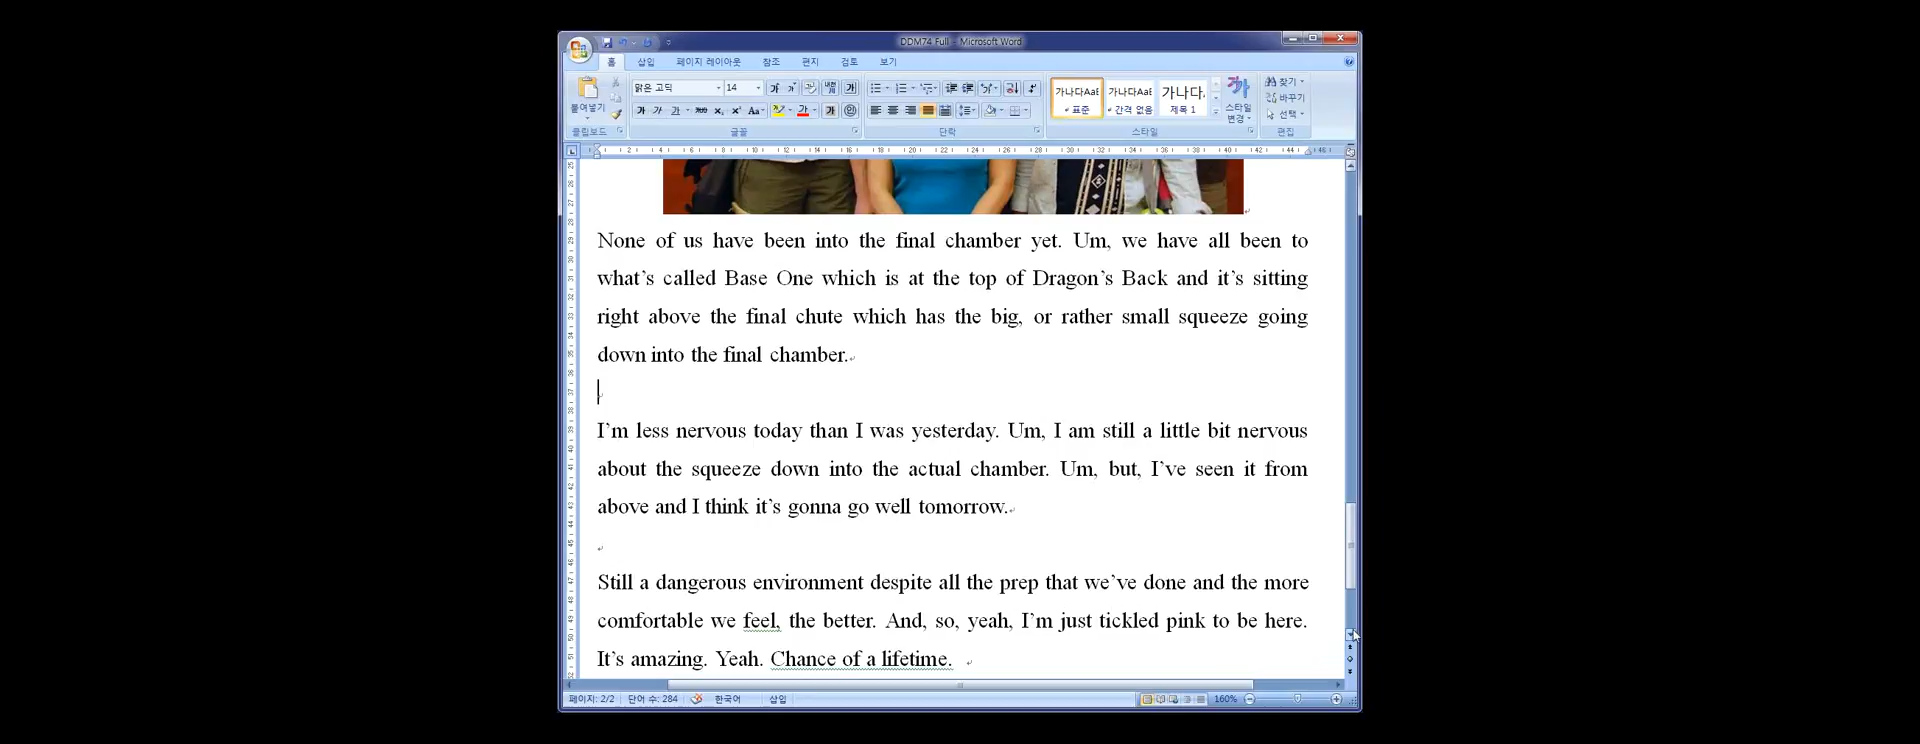 DDM74 Full - Microsoft Word
홈 삽입 페이지 레이아웃 참조 편지 검토 보기
맑은 고딕 14 가나다AaB 가나다AaB 가나다. 찾기
붙여넣기 스타일 변경 바꾸기
표준 간격 없음 제목 1 선택
클립보드 글꼴 단락 스타일 편집
None of us have been into the final chamber yet. Um, we have all been to
what’s called Base One which is at the top of Dragon’s Back and it’s sitting
right above the final chute which has the big, or rather small squeeze going
down into the final chamber.
I’m less nervous today than I was yesterday. Um, I am still a little bit nervous
about the squeeze down into the actual chamber. Um, but, I’ve seen it from
above and I think it’s gonna go well tomorrow.
Still a dangerous environment despite all the prep that we’ve done and the more
comfortable we feel, the better. And, so, yeah, I’m just tickled pink to be here.
It’s amazing. Yeah. Chance of a lifetime.
페이지: 2/2 단어 수: 284 한국어 삽입 160%